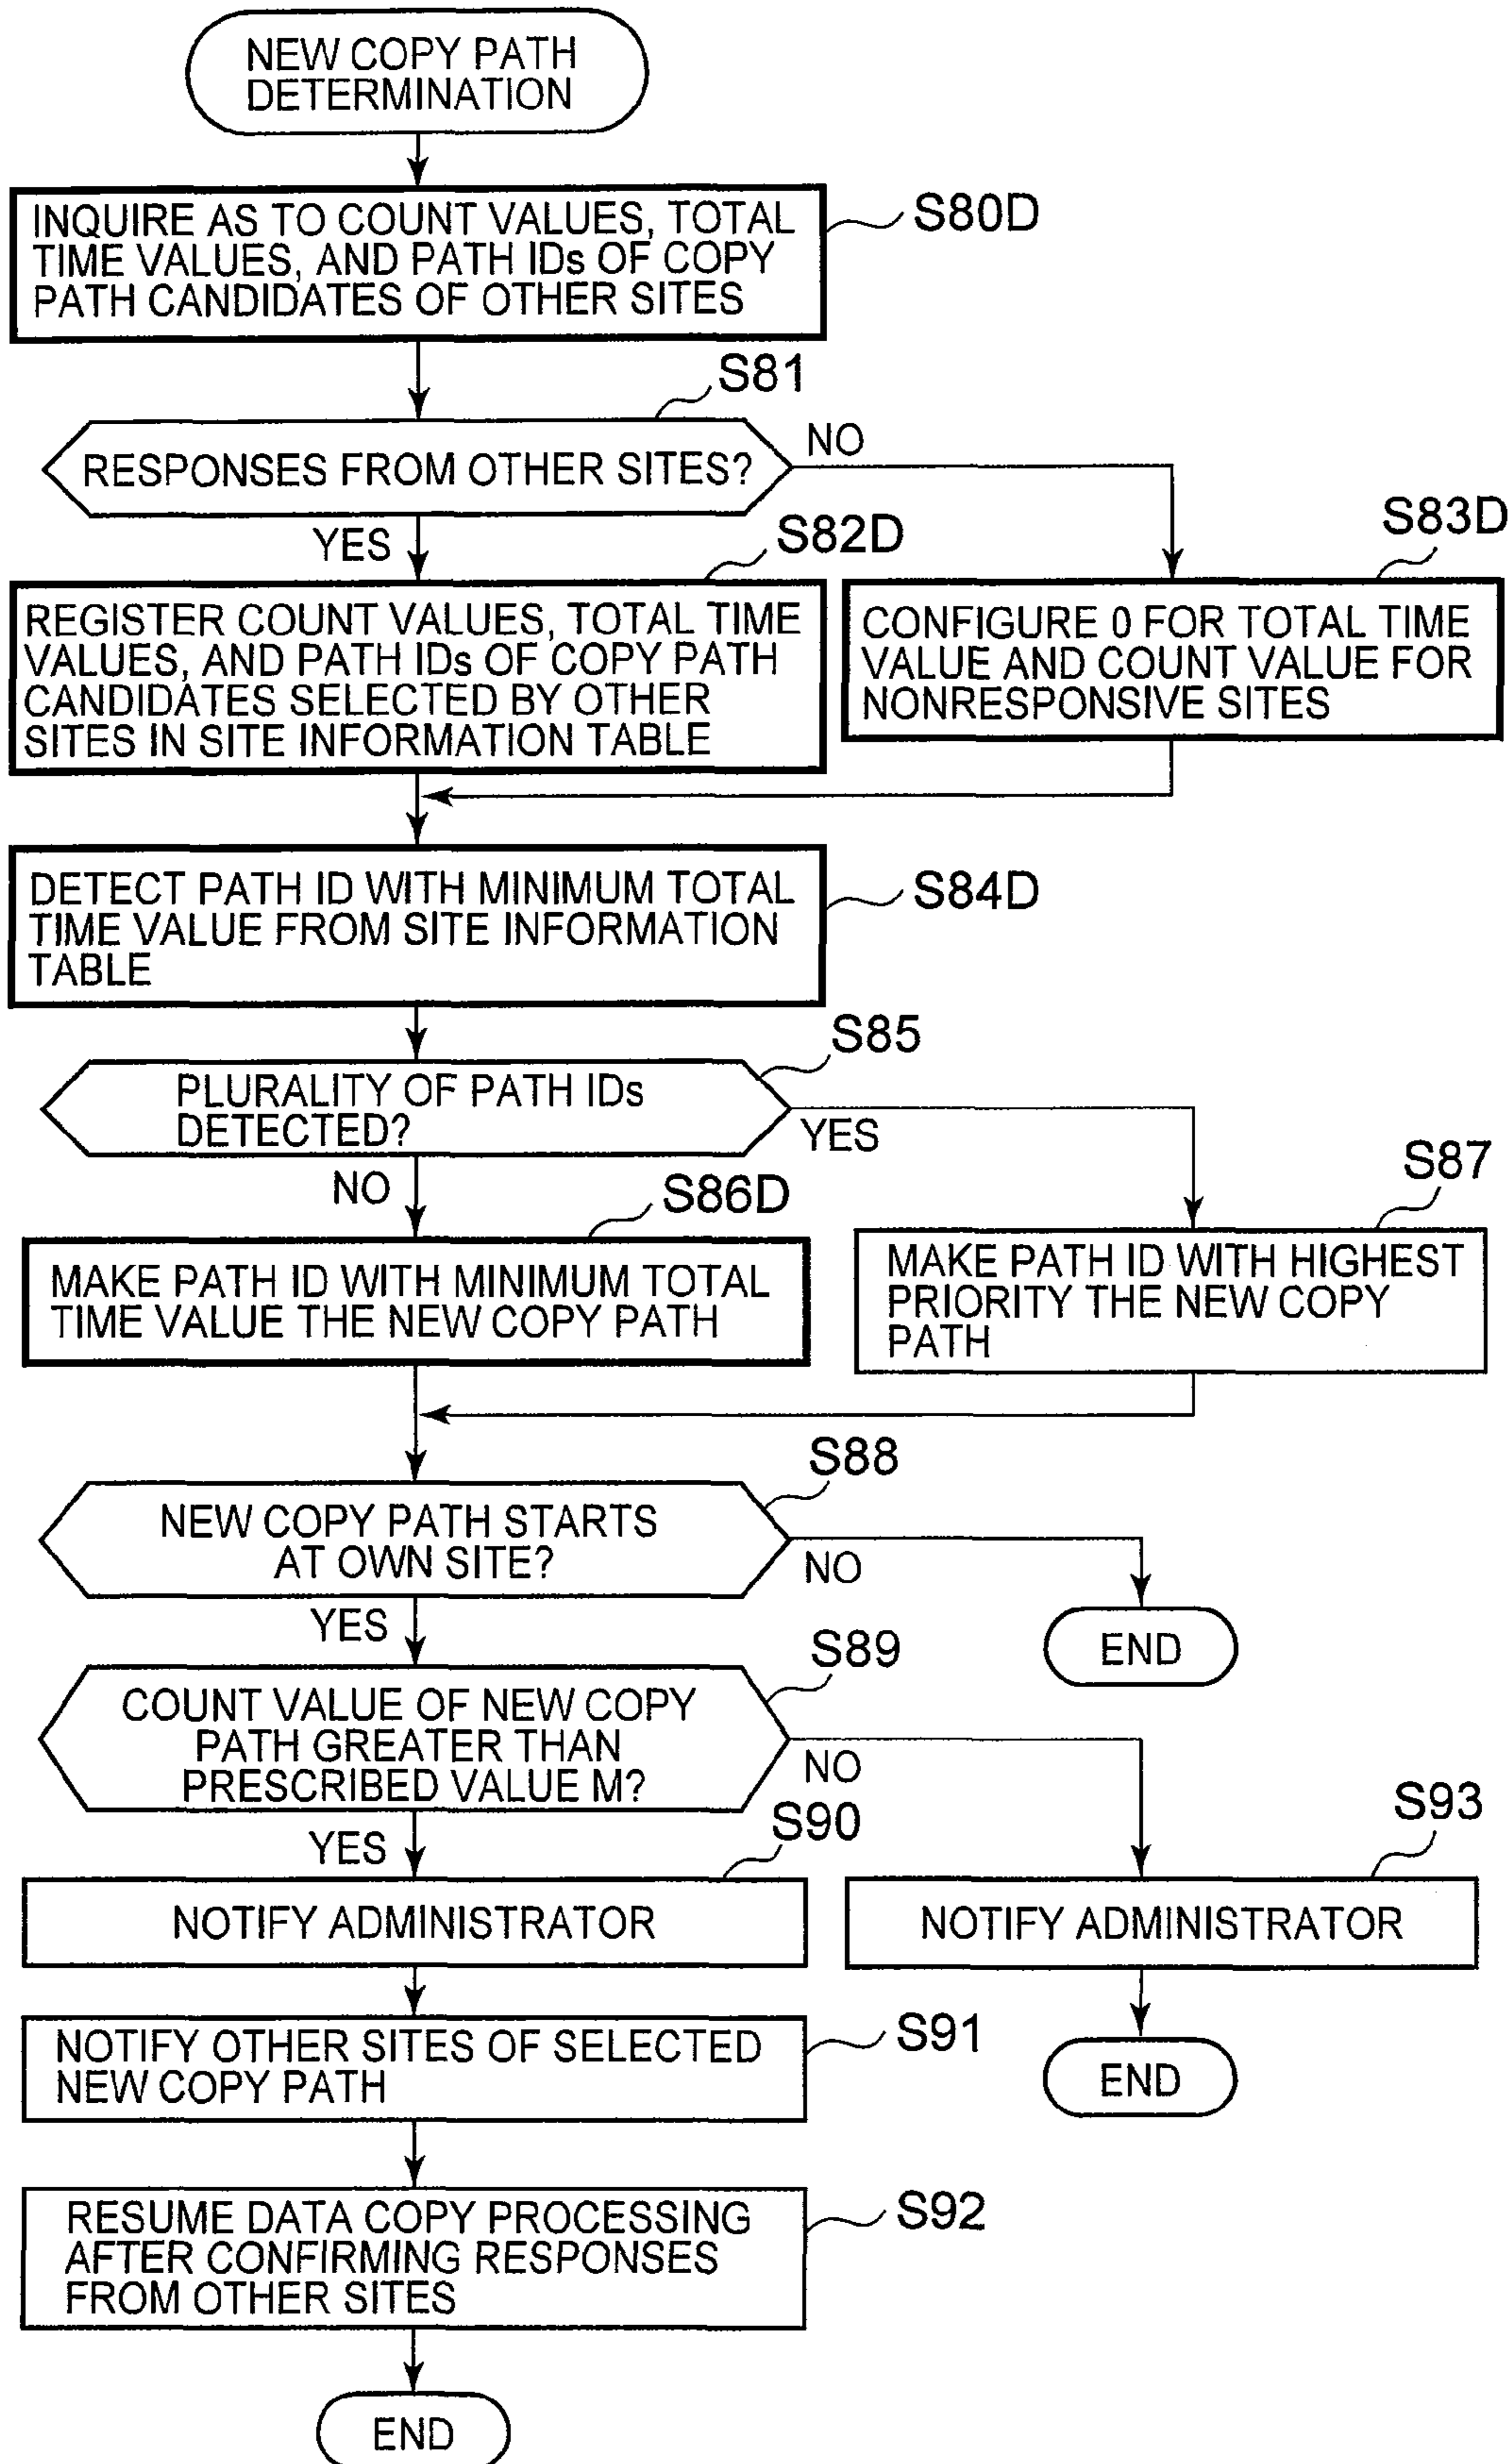 NEW COPY PATH
DETERMINATION
INQUIRE AS TO COUNT VALUES, TOTAL
TIME VALUES, AND PATH IDs OF COPY
PATH CANDIDATES OF OTHER SITES
S80D
S81
RESPONSES FROM OTHER SITES?
NO
YES
S82D
S83D
REGISTER COUNT VALUES, TOTAL TIME
VALUES, AND PATH IDs OF COPY PATH
CANDIDATES SELECTED BY OTHER
SITES IN SITE INFORMATION TABLE
CONFIGURE 0 FOR TOTAL TIME
VALUE AND COUNT VALUE FOR
NONRESPONSIVE SITES
DETECT PATH ID WITH MINIMUM TOTAL
TIME VALUE FROM SITE INFORMATION
TABLE
S84D
S85
PLURALITY OF PATH IDs
DETECTED?
YES
NO
S86D
S87
MAKE PATH ID WITH MINIMUM TOTAL
TIME VALUE THE NEW COPY PATH
MAKE PATH ID WITH HIGHEST
PRIORITY THE NEW COPY
PATH
S88
NEW COPY PATH STARTS
AT OWN SITE?
NO
YES
END
S89
COUNT VALUE OF NEW COPY
PATH GREATER THAN
PRESCRIBED VALUE M?
NO
YES
S90
S93
NOTIFY ADMINISTRATOR
NOTIFY ADMINISTRATOR
S91
NOTIFY OTHER SITES OF SELECTED
NEW COPY PATH
END
S92
RESUME DATA COPY PROCESSING
AFTER CONFIRMING RESPONSES
FROM OTHER SITES
END